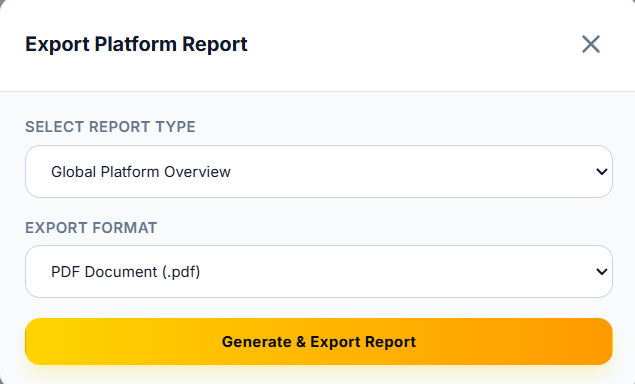 Export Platform Report
SELECT REPORT TYPE
Global Platform Overview
EXPORT FORMAT
PDF Document (.pdf)
Generate & Export Report